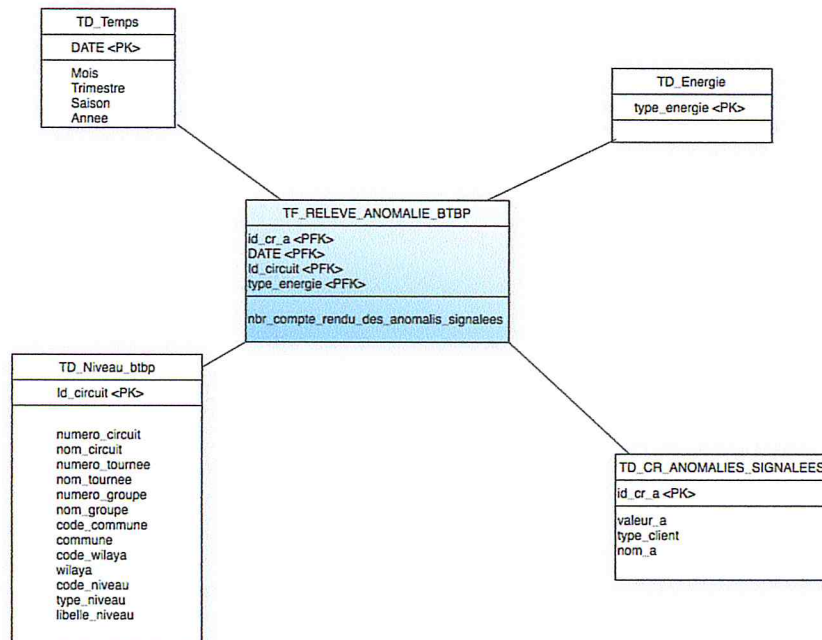 TD_Temps
DATE <PK>
Mois
Trimestre
Saison
Annee
TD_Energie
type_energie <PK>
TF_RELEVE_ANOMALIE_BTBP
id_cr_a <PFK>
DATE <PFK>
Id_circuit <PFK>
type_energie <PFK>
nbr_compte_rendu_des_anomalis_signalees
TD_Niveau_btbp
Id_circuit <PK>
numero_circuit
nom_circuit
numero_tournee
nom_tournee
numero_groupe
nom_groupe
code_commune
commune
code_wilaya
wilaya
code_niveau
type_niveau
libelle_niveau
TD_CR_ANOMALIES_SIGNALEES
id_cr_a <PK>
valeur_a
type_client
nom_a